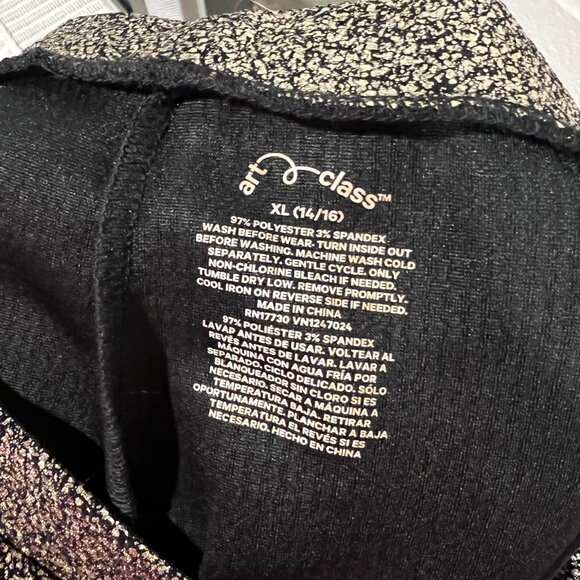 art class™
XL (14/16)
97% POLYESTER 3% SPANDEX
WASH BEFORE WEAR. TURN INSIDE OUT
BEFORE WASHING. MACHINE WASH COLD
SEPARATELY. GENTLE CYCLE. ONLY
NON-CHLORINE BLEACH IF NEEDED.
TUMBLE DRY LOW. REMOVE PROMPTLY.
COOL IRON ON REVERSE SIDE IF NEEDED.
MADE IN CHINA
RN17730 VN1247024
97% POLIÉSTER 3% SPANDEX
LAVAR ANTES DE USAR. VOLTEAR AL
REVÉS ANTES DE LAVAR. LAVAR A
MÁQUINA CON AGUA FRÍA POR
SEPARADO. CICLO DELICADO. SÓLO
BLANQUEADOR SIN CLORO SI ES
NECESARIO. SECAR A MÁQUINA A
TEMPERATURA BAJA. RETIRAR
OPORTUNAMENTE. PLANCHAR A BAJA
TEMPERATURA EL REVÉS SI ES
NECESARIO. HECHO EN CHINA